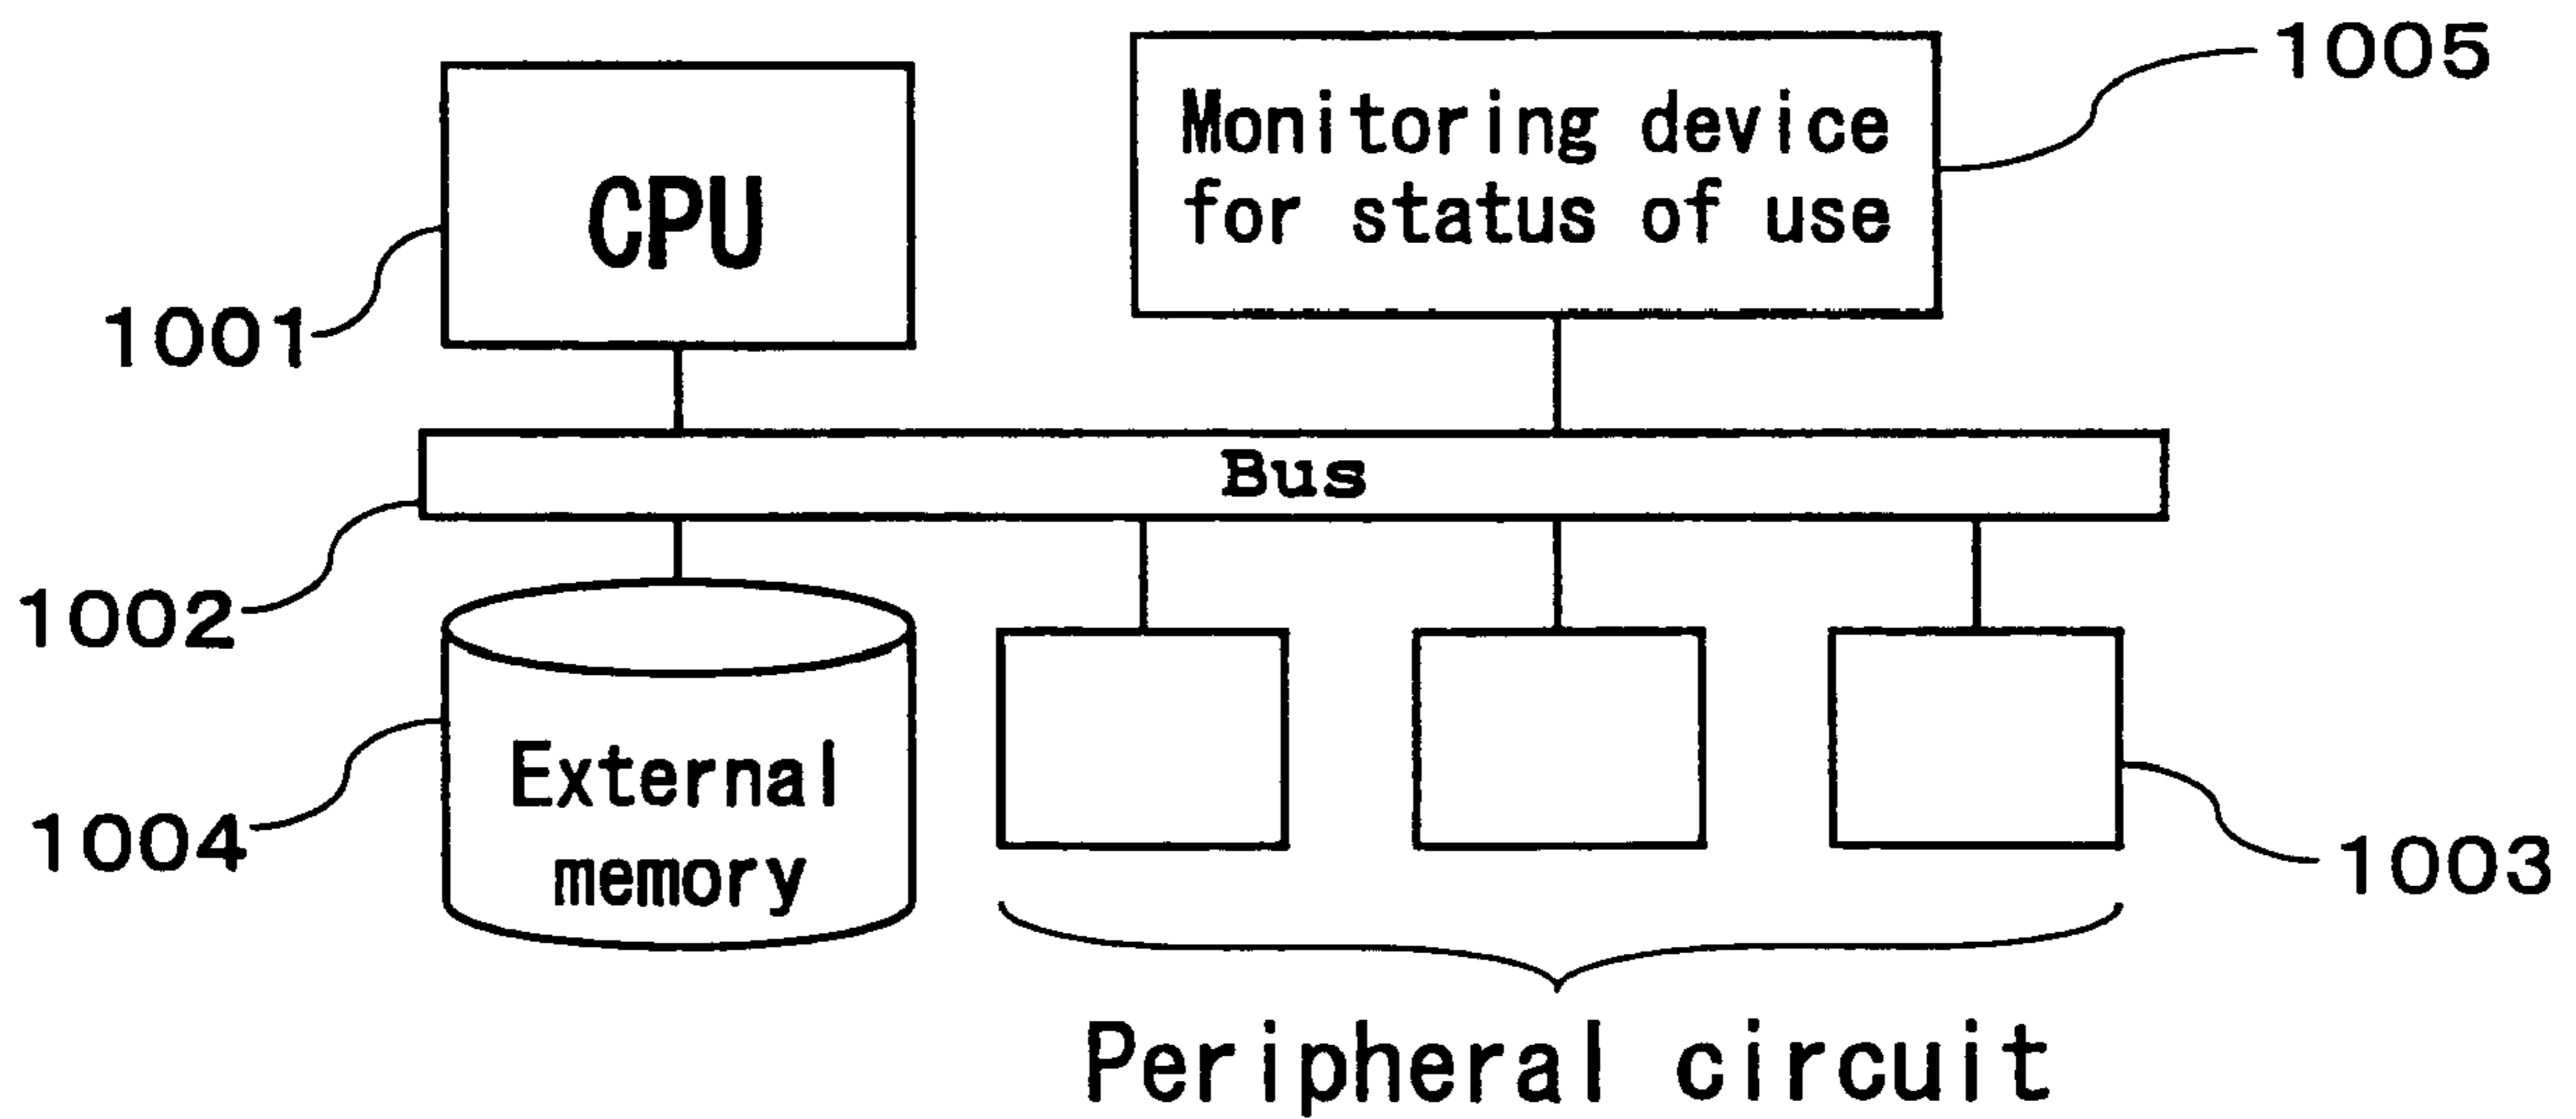 1005
Monitoring device
for status of use
CPU
1001
Bus
1002
External
memory
1004
1003
Peripheral circuit